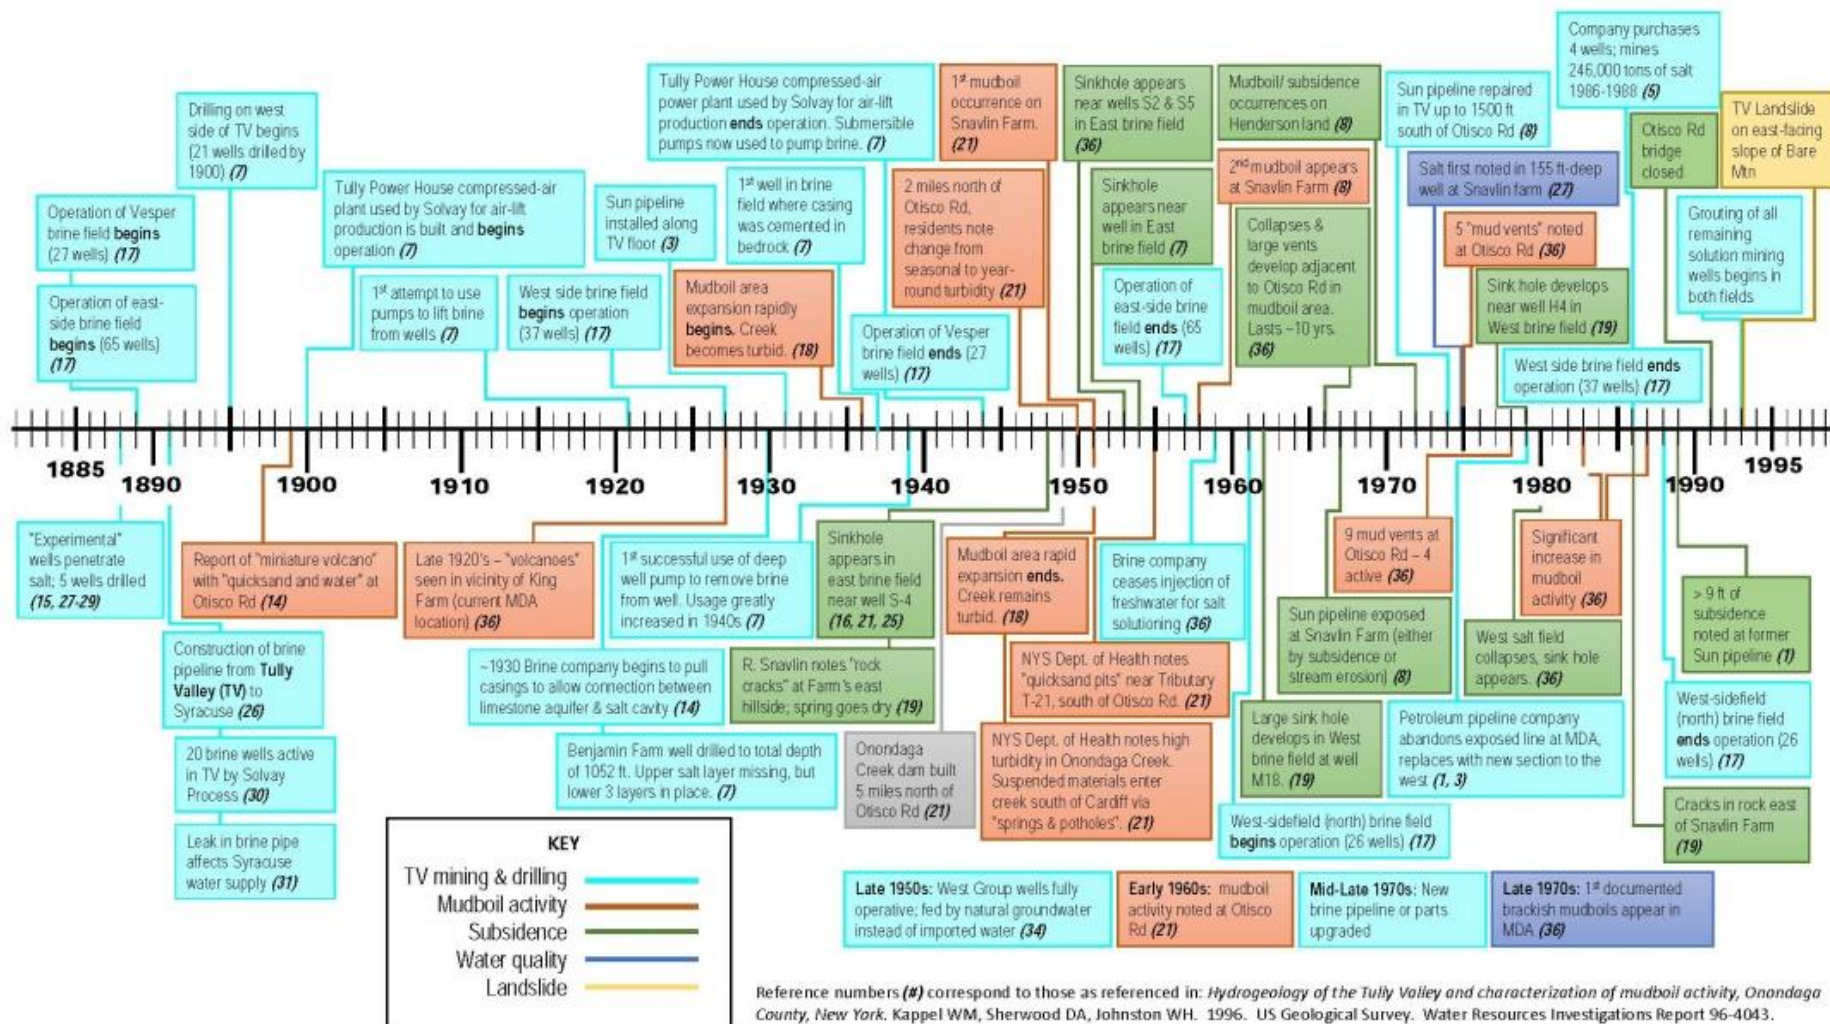 Company purchases
4 wells; mines
246,000 tons of salt
1986-1988 (5)
Drilling on west
side of TV begins
(21 wells drilled by
1900) (7)
Tully Power House compressed-air
power plant used by Solvay for air-lift
production ends operation. Submersible
pumps now used to pump brine. (7)
1st mudboil
occurrence on
Snavlin Farm.
(21)
Sinkhole appears
near wells S2 & S5
in East brine field
(36)
Mudboil/ subsidence
occurrences on
Henderson land (8)
Sun pipeline repaired
in TV up to 1500 ft
south of Otisco Rd (8)
Otisco Rd
bridge
closed
TV Landslide
on east-facing
slope of Bare
Mtn
Operation of Vesper
brine field begins
(27 wells) (17)
Tully Power House compressed-air
plant used by Solvay for air-lift
production is built and begins
operation (7)
Sun pipeline
installed along
TV floor (3)
1st well in brine
field where casing
was cemented in
bedrock (7)
2 miles north of
Otisco Rd,
residents note
change from
seasonal to year-
round turbidity (21)
Sinkhole
appears near
well in East
brine field (7)
2nd mudboil appears
at Snavlin Farm (8)
Salt first noted in 155 ft-deep
well at Snavlin farm (27)
Collapses &
large vents
develop adjacent
to Otisco Rd in
mudboil area.
Lasts ~10 yrs.
(36)
5 "mud vents" noted
at Otisco Rd (36)
Grouting of all
remaining
solution mining
wells begins in
both fields
Operation of east-
side brine field
begins (65 wells)
(17)
1st attempt to use
pumps to lift brine
from wells (7)
West side brine field
begins operation
(37 wells) (17)
Mudboil area
expansion rapidly
begins. Creek
becomes turbid. (18)
Operation of Vesper
brine field ends (27
wells) (17)
Operation of
east-side brine
field ends (65
wells) (17)
Sink hole develops
near well H4 in
West brine field (19)
West side brine field ends
operation (37 wells) (17)
1885
1890
1900
1910
1920
1930
1940
1950
1960
1970
1980
1990
1995
"Experimental"
wells penetrate
salt; 5 wells drilled
(15, 27-29)
Report of "miniature volcano"
with "quicksand and water" at
Otisco Rd (14)
Late 1920's – "volcanoes"
seen in vicinity of King
Farm (current MDA
location) (36)
1st successful use of deep
well pump to remove brine
from well. Usage greatly
increased in 1940s (7)
Sinkhole
appears in
east brine field
near well S-4
(16, 21, 25)
Mudboil area rapid
expansion ends.
Creek remains
turbid. (18)
Brine company
ceases injection of
freshwater for salt
solutioning (36)
9 mud vents at
Otisco Rd – 4
active (36)
Significant
increase in
mudboil
activity (36)
> 9 ft of
subsidence
noted at former
Sun pipeline (1)
Construction of brine
pipeline from Tully
Valley (TV) to
Syracuse (26)
~1930 Brine company begins to pull
casings to allow connection between
limestone aquifer & salt cavity (14)
R. Snavlin notes "rock
cracks" at Farm's east
hillside; spring goes dry (19)
NYS Dept. of Health notes
"quicksand pits" near Tributary
T-21, south of Otisco Rd. (21)
Sun pipeline exposed
at Snavlin Farm (either
by subsidence or
stream erosion) (8)
West salt field
collapses, sink hole
appears. (36)
West-sidefield
(north) brine field
ends operation (26
wells) (17)
20 brine wells active
in TV by Solvay
Process (30)
Benjamin Farm well drilled to total depth
of 1052 ft. Upper salt layer missing, but
lower 3 layers in place. (7)
Onondaga
Creek dam built
5 miles north of
Otisco Rd (21)
NYS Dept. of Health notes high
turbidity in Onondaga Creek.
Suspended materials enter
creek south of Cardiff via
"springs & potholes". (21)
Large sink hole
develops in West
brine field at well
M18. (19)
Petroleum pipeline company
abandons exposed line at MDA,
replaces with new section to the
west (1, 3)
Cracks in rock east
of Snavlin Farm
(19)
Leak in brine pipe
affects Syracuse
water supply (31)
West-sidefield (north) brine field
begins operation (26 wells) (17)
KEY
TV mining & drilling
Mudboil activity
Subsidence
Water quality
Landslide
Late 1950s: West Group wells fully
operative; fed by natural groundwater
instead of imported water (34)
Early 1960s: mudboil
activity noted at Otisco
Rd (21)
Mid-Late 1970s: New
brine pipeline or parts
upgraded
Late 1970s: 1st documented
brackish mudboils appear in
MDA (36)
Reference numbers (#) correspond to those as referenced in: Hydrogeology of the Tully Valley and characterization of mudboil activity, Onondaga
County, New York. Kappel WM, Sherwood DA, Johnston WH. 1996. US Geological Survey. Water Resources Investigations Report 96-4043.